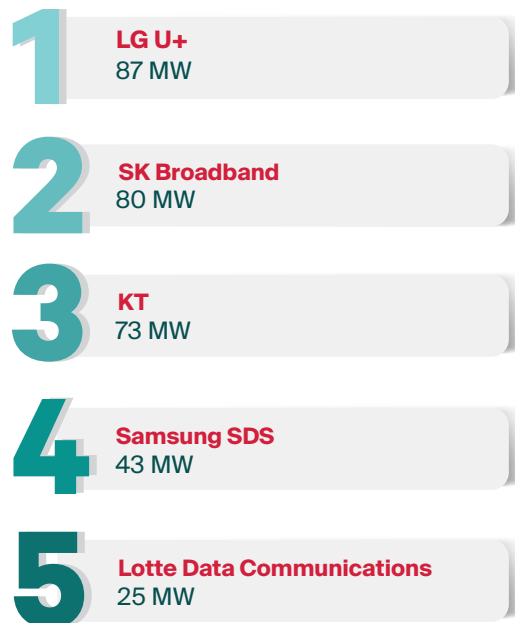 1
LG U+
87 MW
2
SK Broadband
80 MW
3
KT
73 MW
4
Samsung SDS
43 MW
5
Lotte Data Communications
25 MW